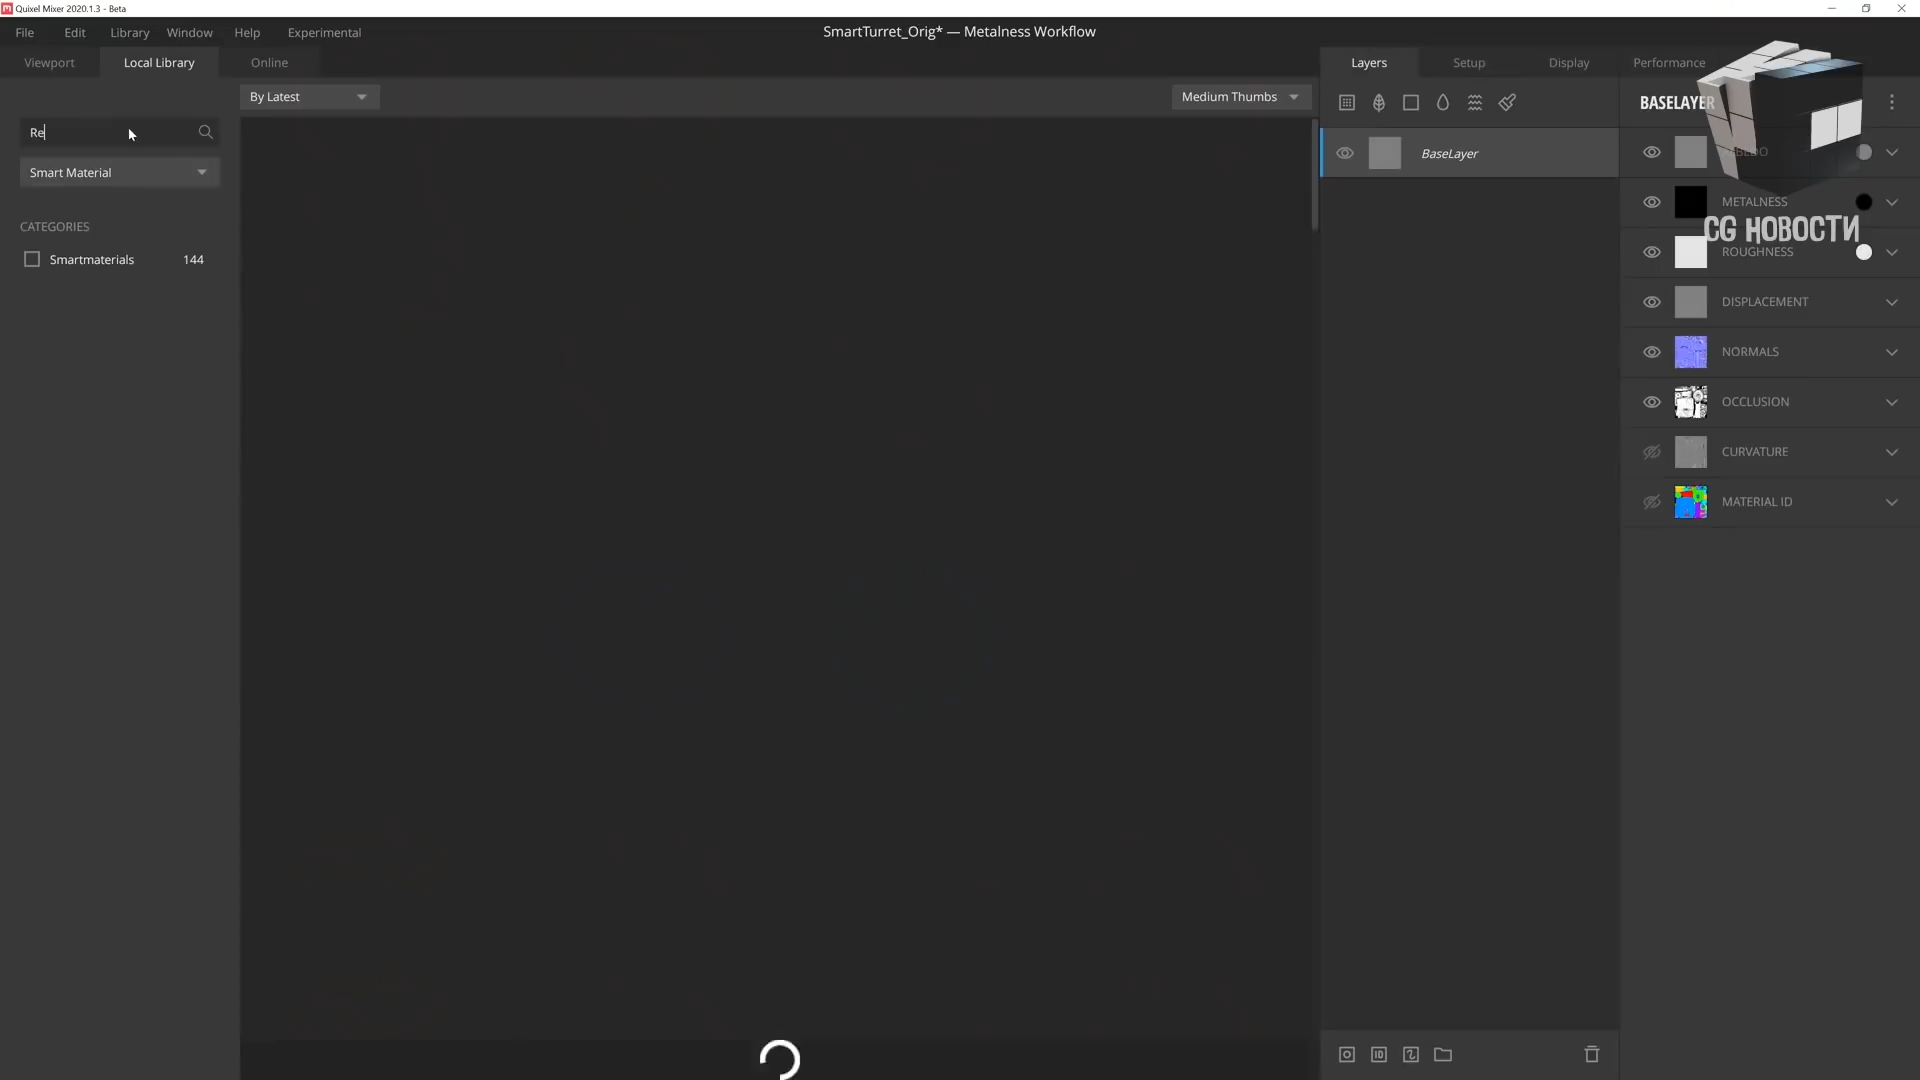 Quixel Mixer 2020.1.3 - Beta
File Edit Library Window Help Experimental
SmartTurret_Orig* — Metalness Workflow
Viewport Local Library Online
Layers Setup Display Performance
By Latest
Medium Thumbs
BASELAYER
Re
Smart Material
BaseLayer
METALNESS
CG НОВОСТИ
CATEGORIES
Smartmaterials 144
ROUGHNESS
DISPLACEMENT
NORMALS
OCCLUSION
CURVATURE
MATERIAL ID